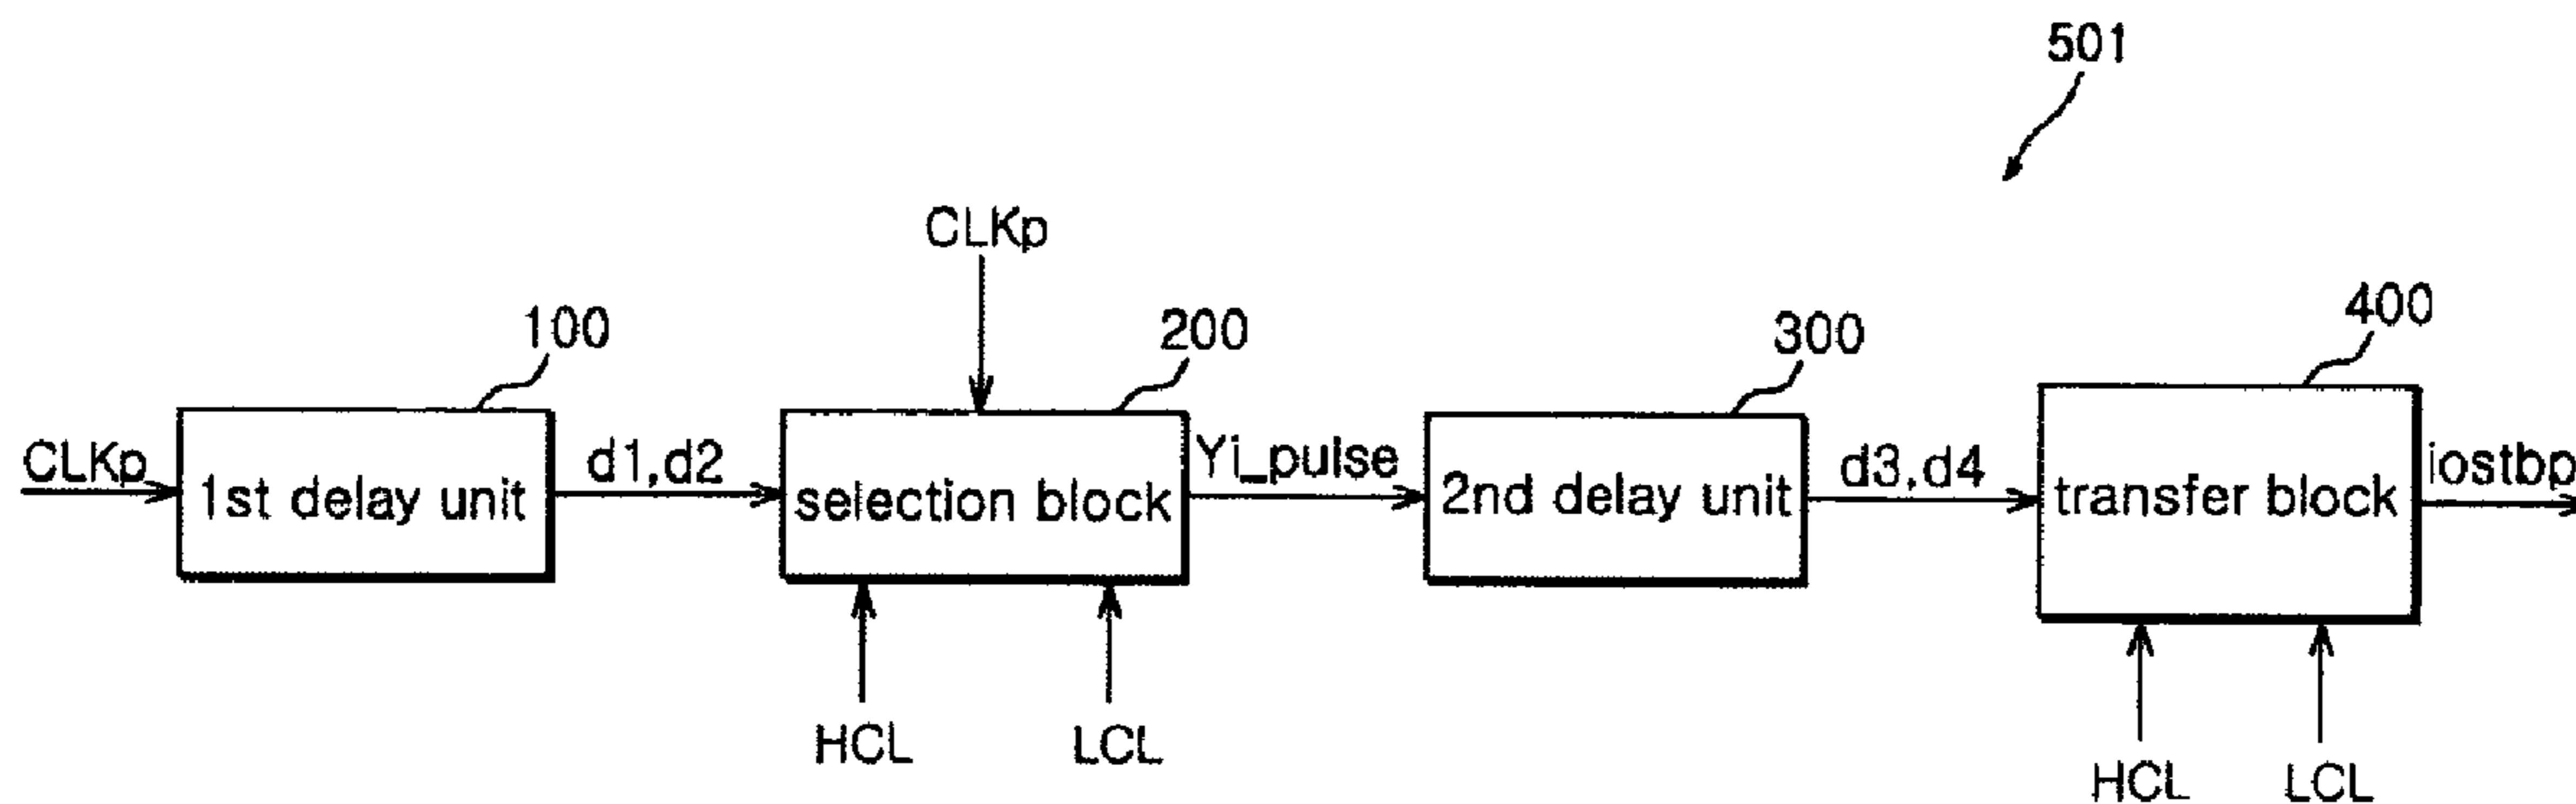 501
CLKp
100
200
300
400
CLKp
1st delay unit
d1,d2
selection block
Yi_pulse
2nd delay unit
d3,d4
transfer block
iostbp
HCL
LCL
HCL
LCL